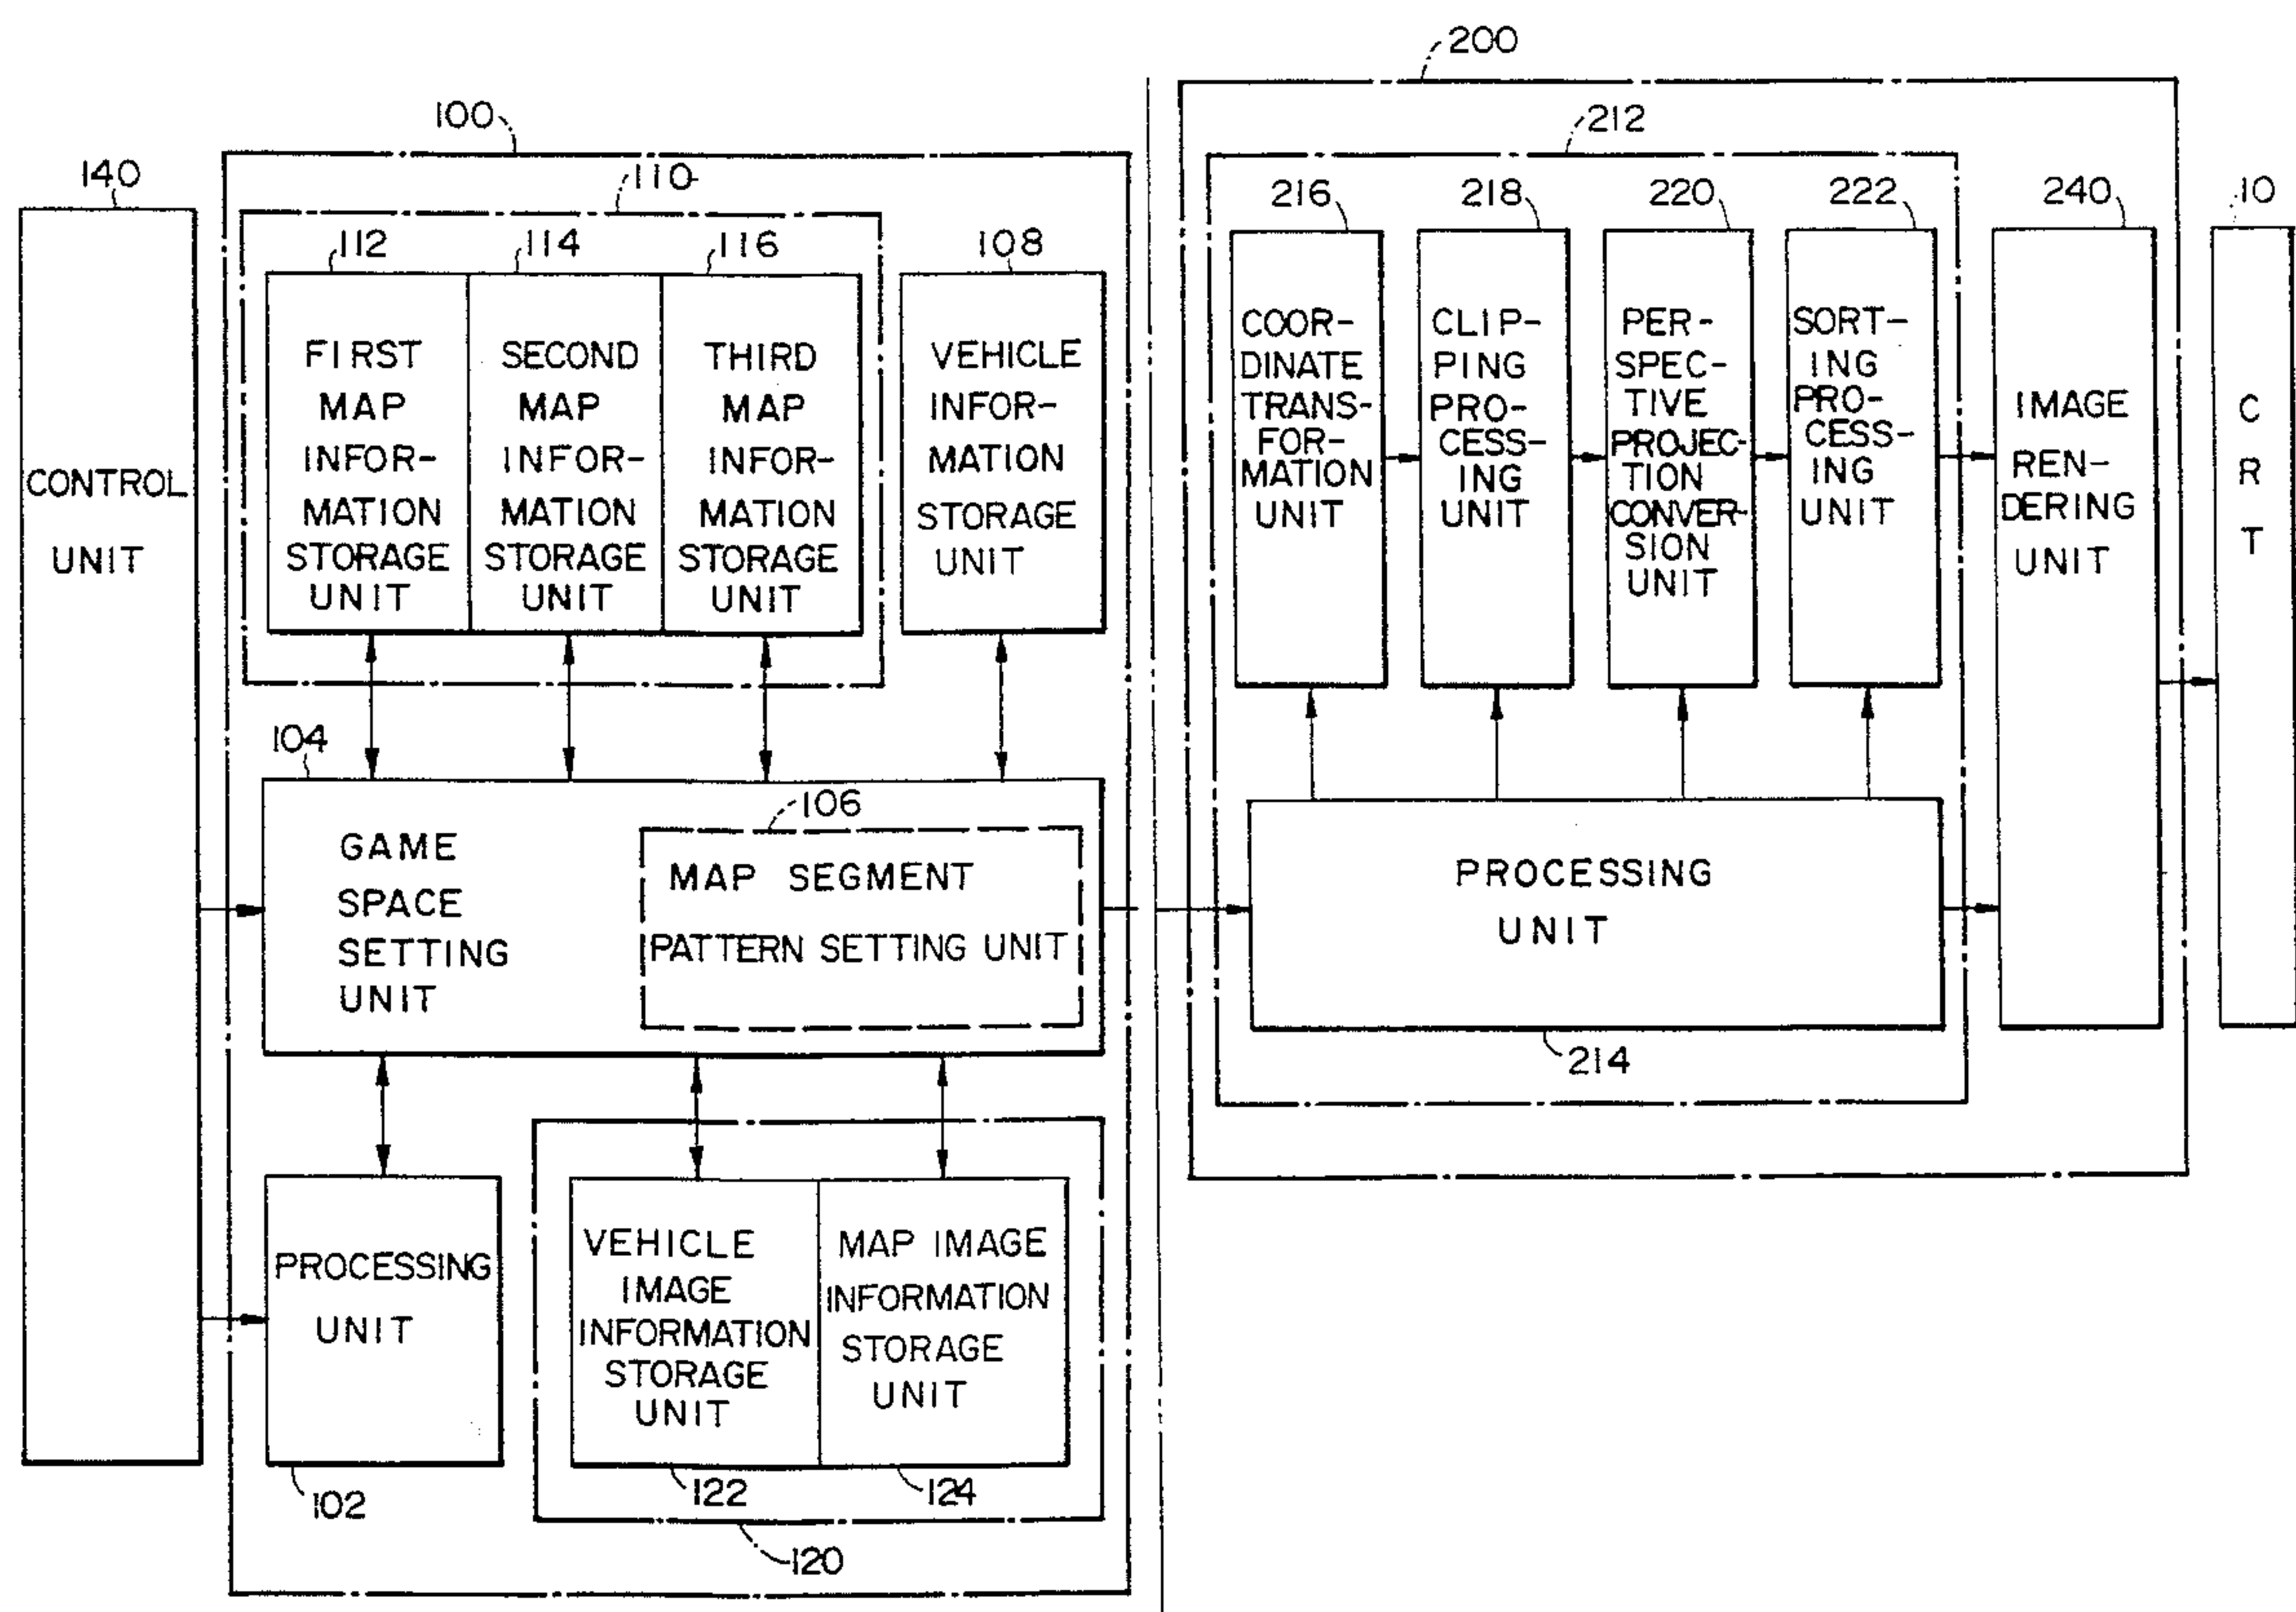 200
100
212
140
110
216
218
220
222
240
10
112
114
116
108
CONTROL
UNIT
FIRST
MAP
INFOR-
MATION
STORAGE
UNIT
SECOND
MAP
INFOR-
MATION
STORAGE
UNIT
THIRD
MAP
INFOR-
MATION
STORAGE
UNIT
VEHICLE
INFOR-
MATION
STORAGE
UNIT
COOR-
DINATE
TRANS-
FOR-
MATION
UNIT
CLIP-
PING
PRO-
CESS-
ING
UNIT
PER-
SPEC-
TIVE
PROJEC-
TION
CONVER-
SION
UNIT
SORT-
ING
PRO-
CESS-
ING
UNIT
IMAGE
REN-
DERING
UNIT
C
R
T
104
106
GAME
SPACE
SETTING
UNIT
MAP SEGMENT
PATTERN SETTING UNIT
PROCESSING
UNIT
214
PROCESSING
UNIT
VEHICLE
IMAGE
INFORMATION
STORAGE
UNIT
MAP IMAGE
INFORMATION
STORAGE
UNIT
102
122
124
120